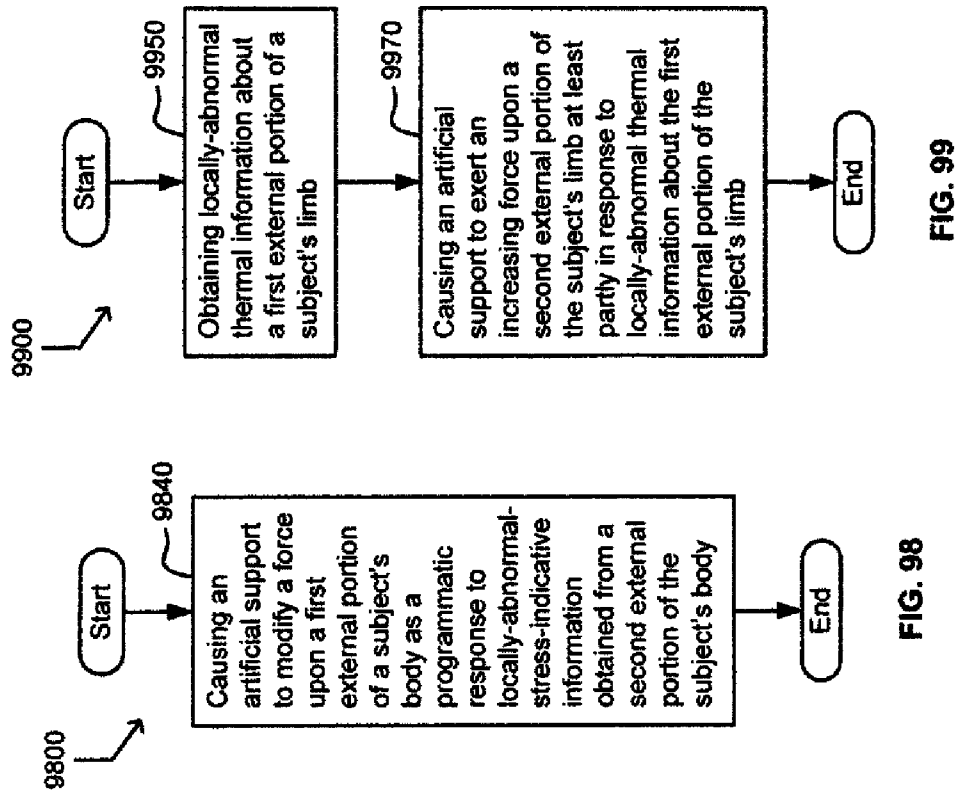 9800
Start
9840
Causing an
artificial support
to modify a force
upon a first
external portion
of a subject's
body as a
programmatic
response to
locally-abnormal-
stress-indicative
information
obtained from a
second external
portion of the
subject's body
End
FIG. 98
9900
Start
9950
Obtaining locally-abnormal
thermal information about
a first external portion of a
subject's limb
9970
Causing an artificial
support to exert an
increasing force upon a
second external portion of
the subject's limb at least
partly in response to
locally-abnormal thermal
information about the first
external portion of the
subject's limb
End
FIG. 99